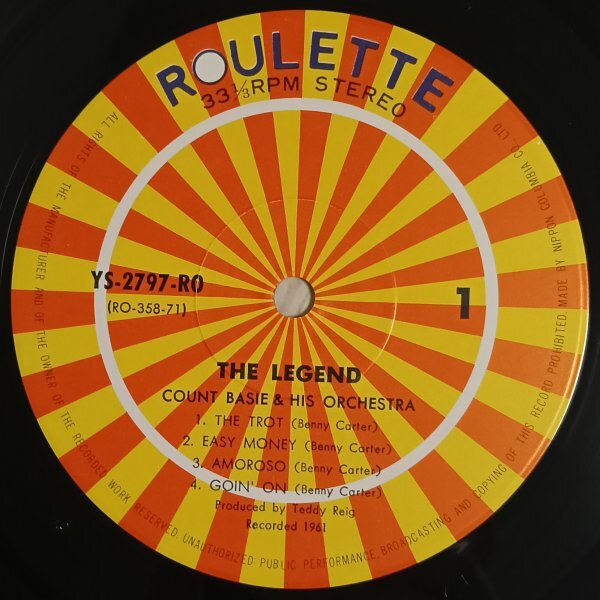 ROULETTE
33⅓RPM STEREO
YS-2797-RO
(RO-358-71)
1
THE LEGEND
COUNT BASIE & HIS ORCHESTRA
1. THE TROT (Benny Carter)
2. EASY MONEY (Benny Carter)
3. AMOROSO (Benny Carter)
4. GOIN' ON (Benny Carter)
Produced by Teddy Reig
Recorded 1961
ALL RIGHTS OF THE MANUFACTURER AND OF THE OWNER OF THE RECORDED WORK RESERVED. UNAUTHORIZED PUBLIC PERFORMANCE, BROADCASTING AND COPYING OF THIS RECORD PROHIBITED. MADE BY NIPPON COLUMBIA CO., LTD.